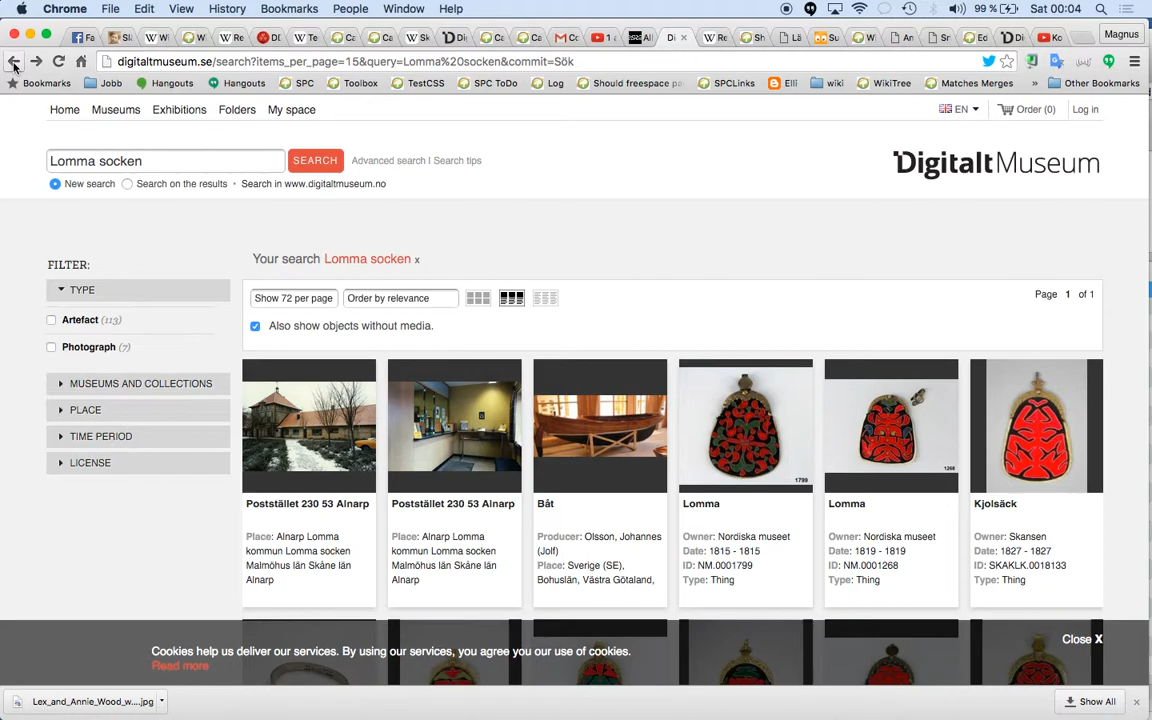 Chrome File Edit View History Bookmarks People Window Help 99 % Sat 00:04
Magnus
digitaltmuseum.se/search?items_per_page=15&query=Lomma%20socken&commit=Sök
Bookmarks Jobb Hangouts Hangouts SPC Toolbox TestCSS SPC ToDo Log Should freespace par SPCLinks Elli wiki WikiTree Matches Merges » Other Bookmarks
Home Museums Exhibitions Folders My space EN Order (0) Log in
Lomma socken SEARCH Advanced search | Search tips DigitaltMuseum
New search Search on the results • Search in www.digitaltmuseum.no
Your search Lomma socken x
FILTER:
TYPE
Artefact (113)
Photograph (7)
MUSEUMS AND COLLECTIONS
PLACE
TIME PERIOD
LICENSE
Show 72 per page Order by relevance Page 1 of 1
Also show objects without media.
1799
1268
Poststället 230 53 Alnarp
Place: Alnarp Lomma
kommun Lomma socken
Malmöhus län Skåne län
Alnarp
Poststället 230 53 Alnarp
Place: Alnarp Lomma
kommun Lomma socken
Malmöhus län Skåne län
Alnarp
Båt
Producer: Olsson, Johannes
(Jolf)
Place: Sverige (SE),
Bohuslän, Västra Götaland,
Lomma
Owner: Nordiska museet
Date: 1815 - 1815
ID: NM.0001799
Type: Thing
Lomma
Owner: Nordiska museet
Date: 1819 - 1819
ID: NM.0001268
Type: Thing
Kjolsäck
Owner: Skansen
Date: 1827 - 1827
ID: SKAKLK.0018133
Type: Thing
Cookies help us deliver our services. By using our services, you agree you our use of cookies.
Read more
Close X
Lex_and_Annie_Wood_w....jpg Show All